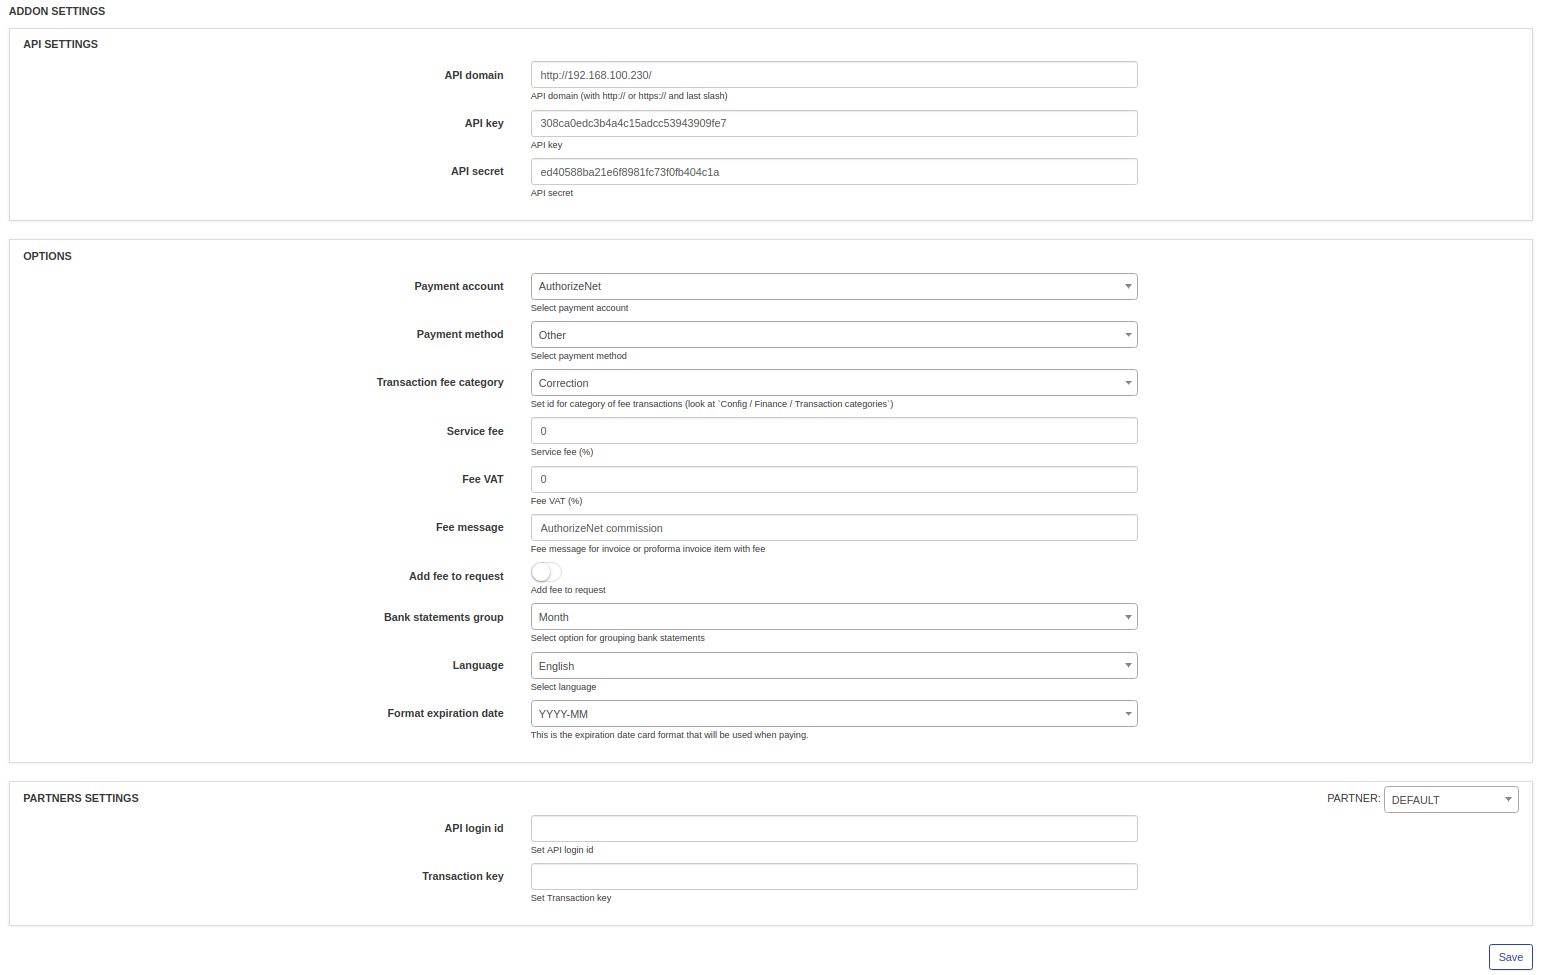 ADDON SETTINGS
API SETTINGS
API domain
http://192.168.100.230/
API domain (with http:// or https:// and last slash)
API key
308ca0edc3b4a4c15adcc53943909fe7
API key
API secret
ed40588ba21e6f8981fc73f0fb404c1a
API secret
OPTIONS
Payment account
AuthorizeNet
Select payment account
Payment method
Other
Select payment method
Transaction fee category
Correction
Set id for category of fee transactions (look at `Config / Finance / Transaction categories`)
Service fee
0
Service fee (%)
Fee VAT
0
Fee VAT (%)
Fee message
AuthorizeNet commission
Fee message for invoice or proforma invoice item with fee
Add fee to request
Add fee to request
Bank statements group
Month
Select option for grouping bank statements
Language
English
Select language
Format expiration date
YYYY-MM
This is the expiration date card format that will be used when paying.
PARTNERS SETTINGS
PARTNER: DEFAULT
API login id
Set API login id
Transaction key
Set Transaction key
Save